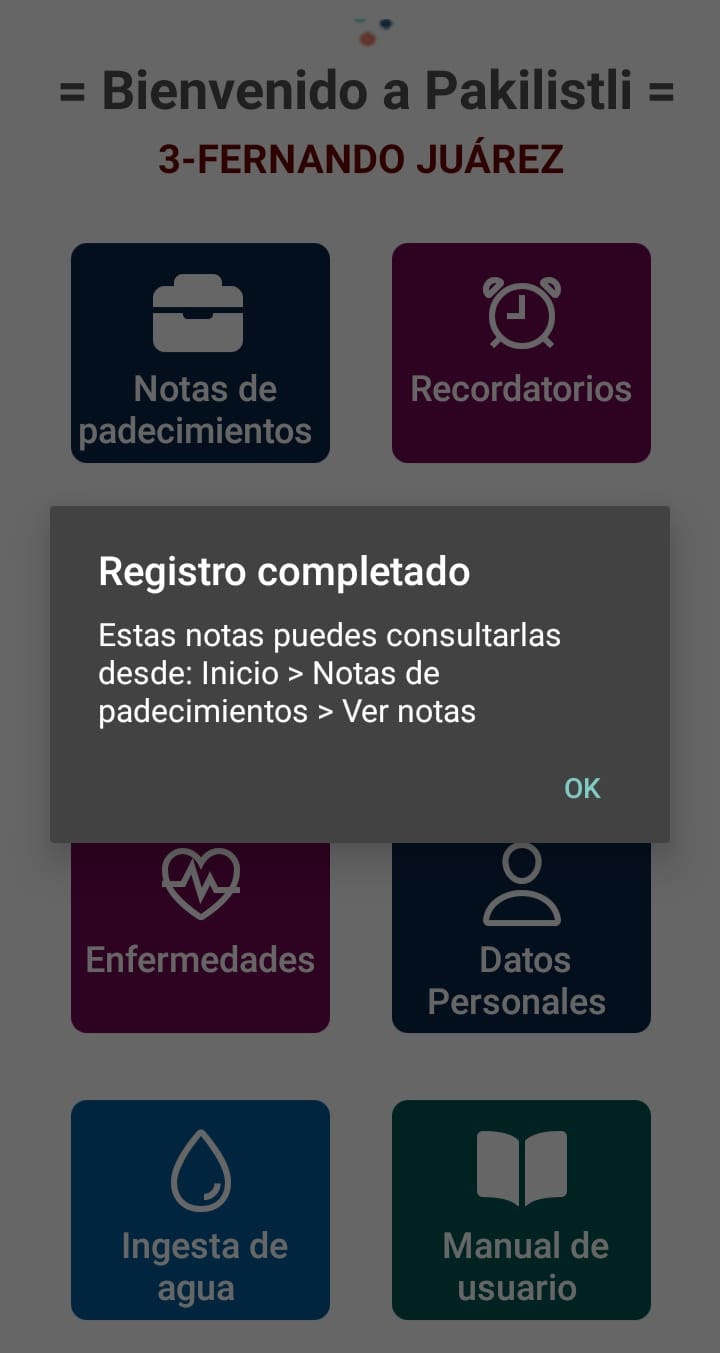 = Bienvenido a Pakilistli =
3-FERNANDO JUÁREZ
Notas de
padecimientos
Recordatorios
Registro completado
Estas notas puedes consultarlas
desde: Inicio > Notas de
padecimientos > Ver notas
OK
Enfermedades
Datos
Personales
Ingesta de
agua
Manual de
usuario